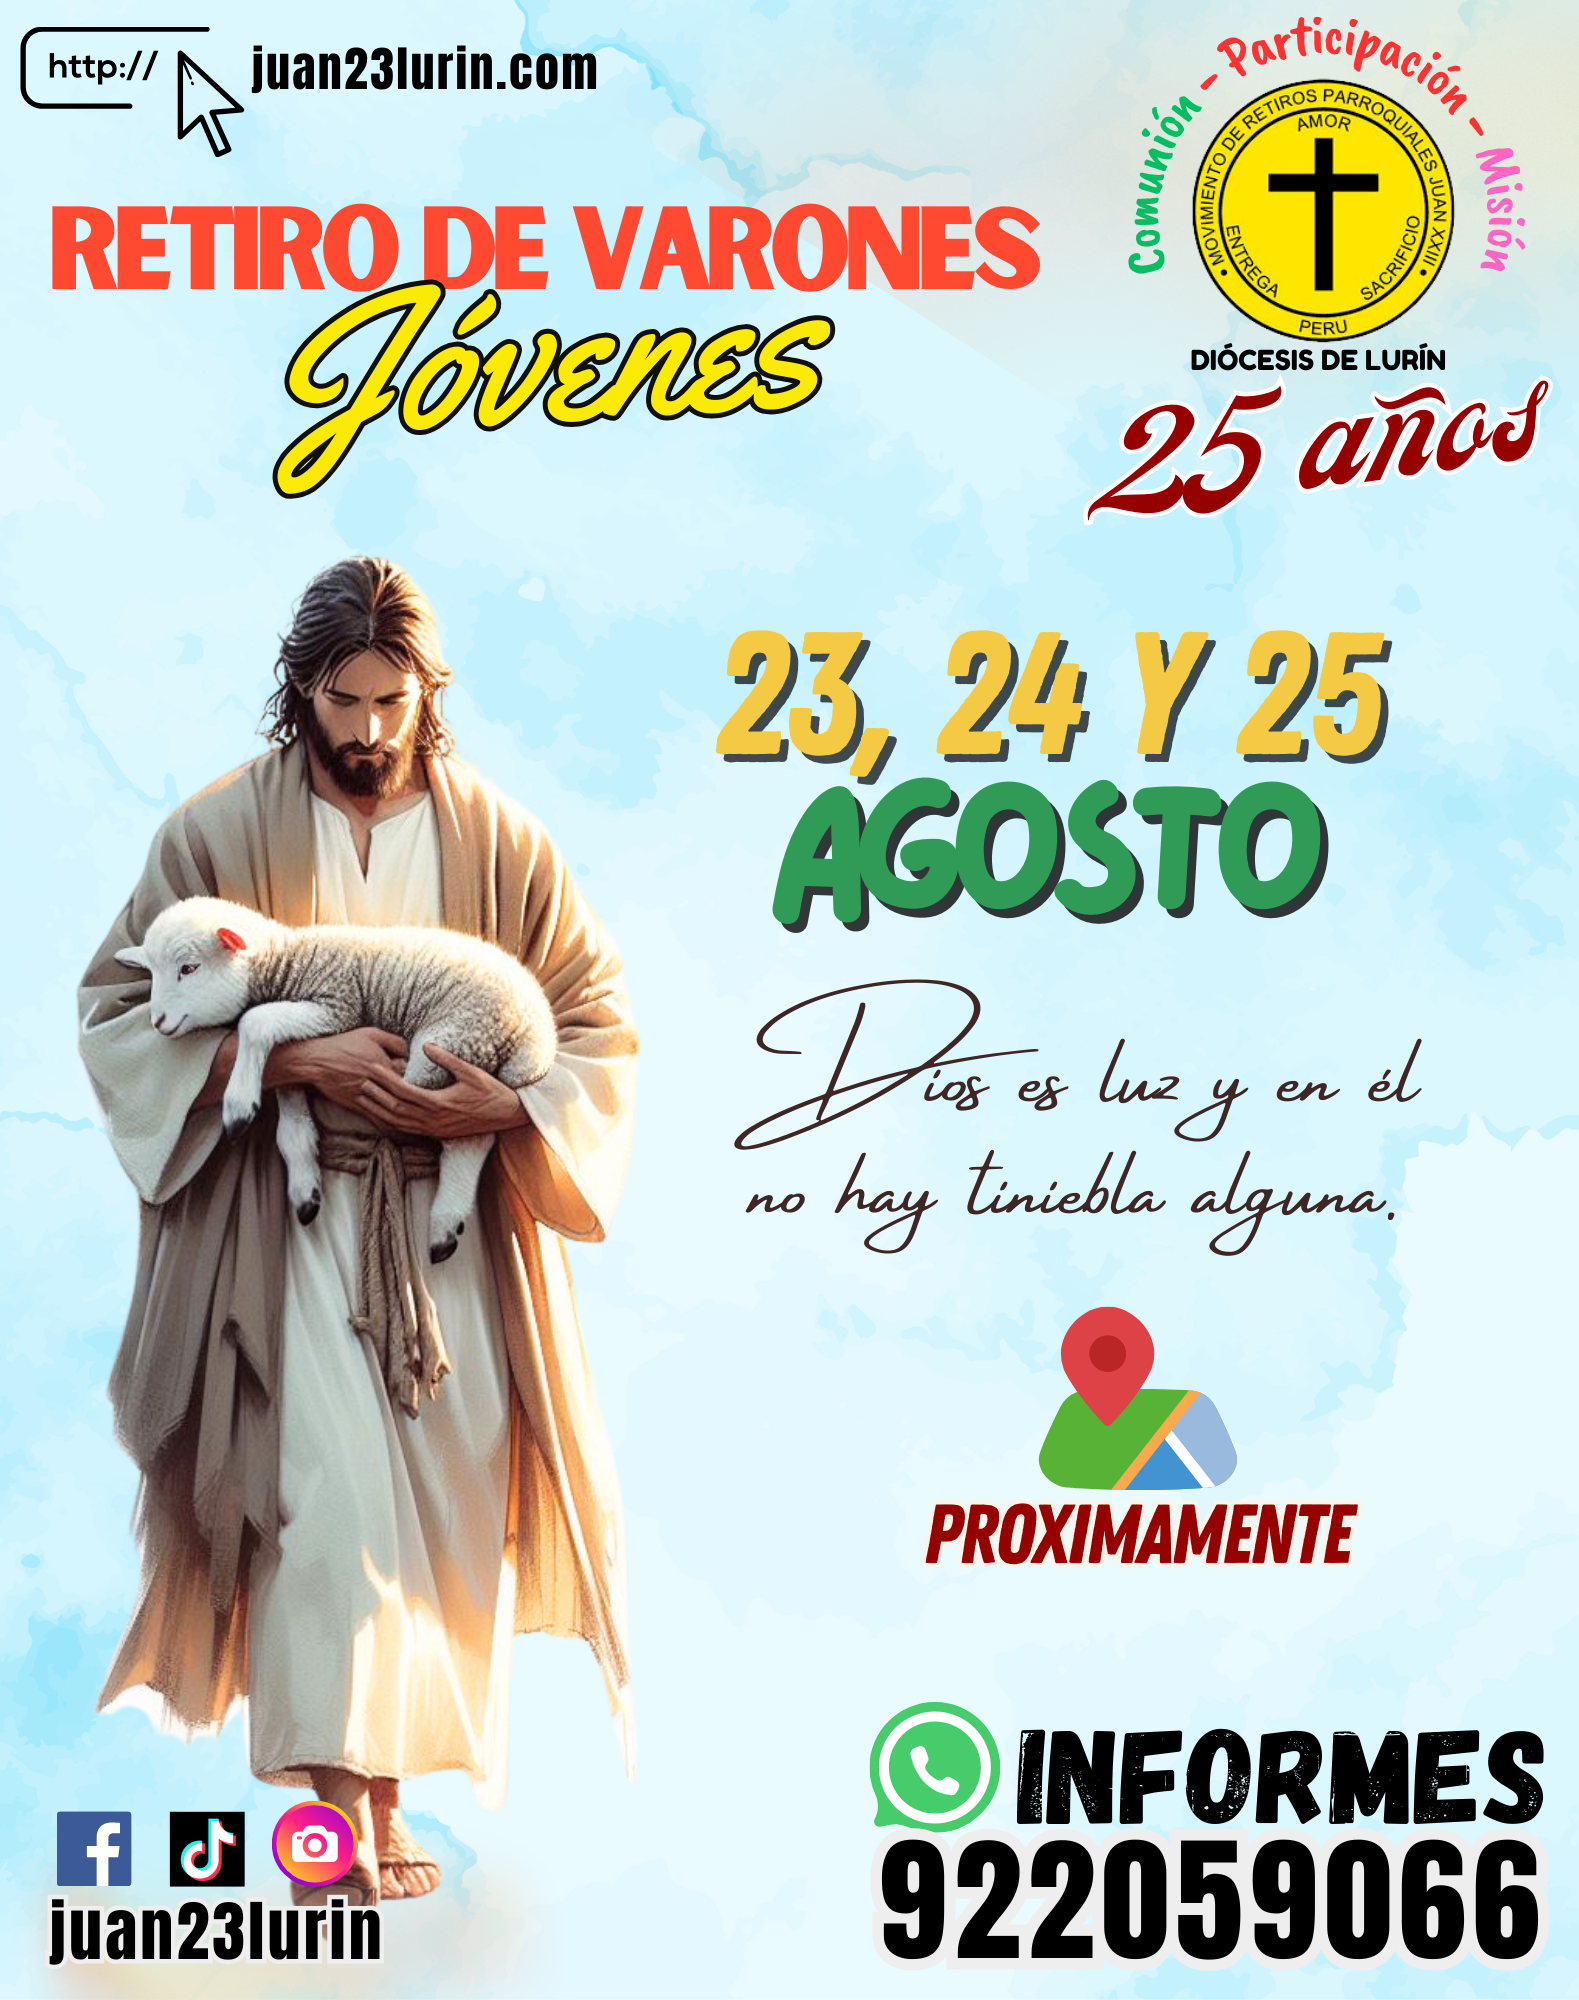 http://
juan23lurin.com
Comunión - Participación - Misión
MOVIMIENTO DE RETIROS PARROQUIALES JUAN XXIII
AMOR
ENTREGA
SACRIFICIO
PERU
DIÓCESIS DE LURÍN
25 años
RETIRO DE VARONES
Jóvenes
23, 24 Y 25
AGOSTO
Dios es luz y en él
no hay tiniebla alguna.
PROXIMAMENTE
INFORMES
922059066
juan23lurin